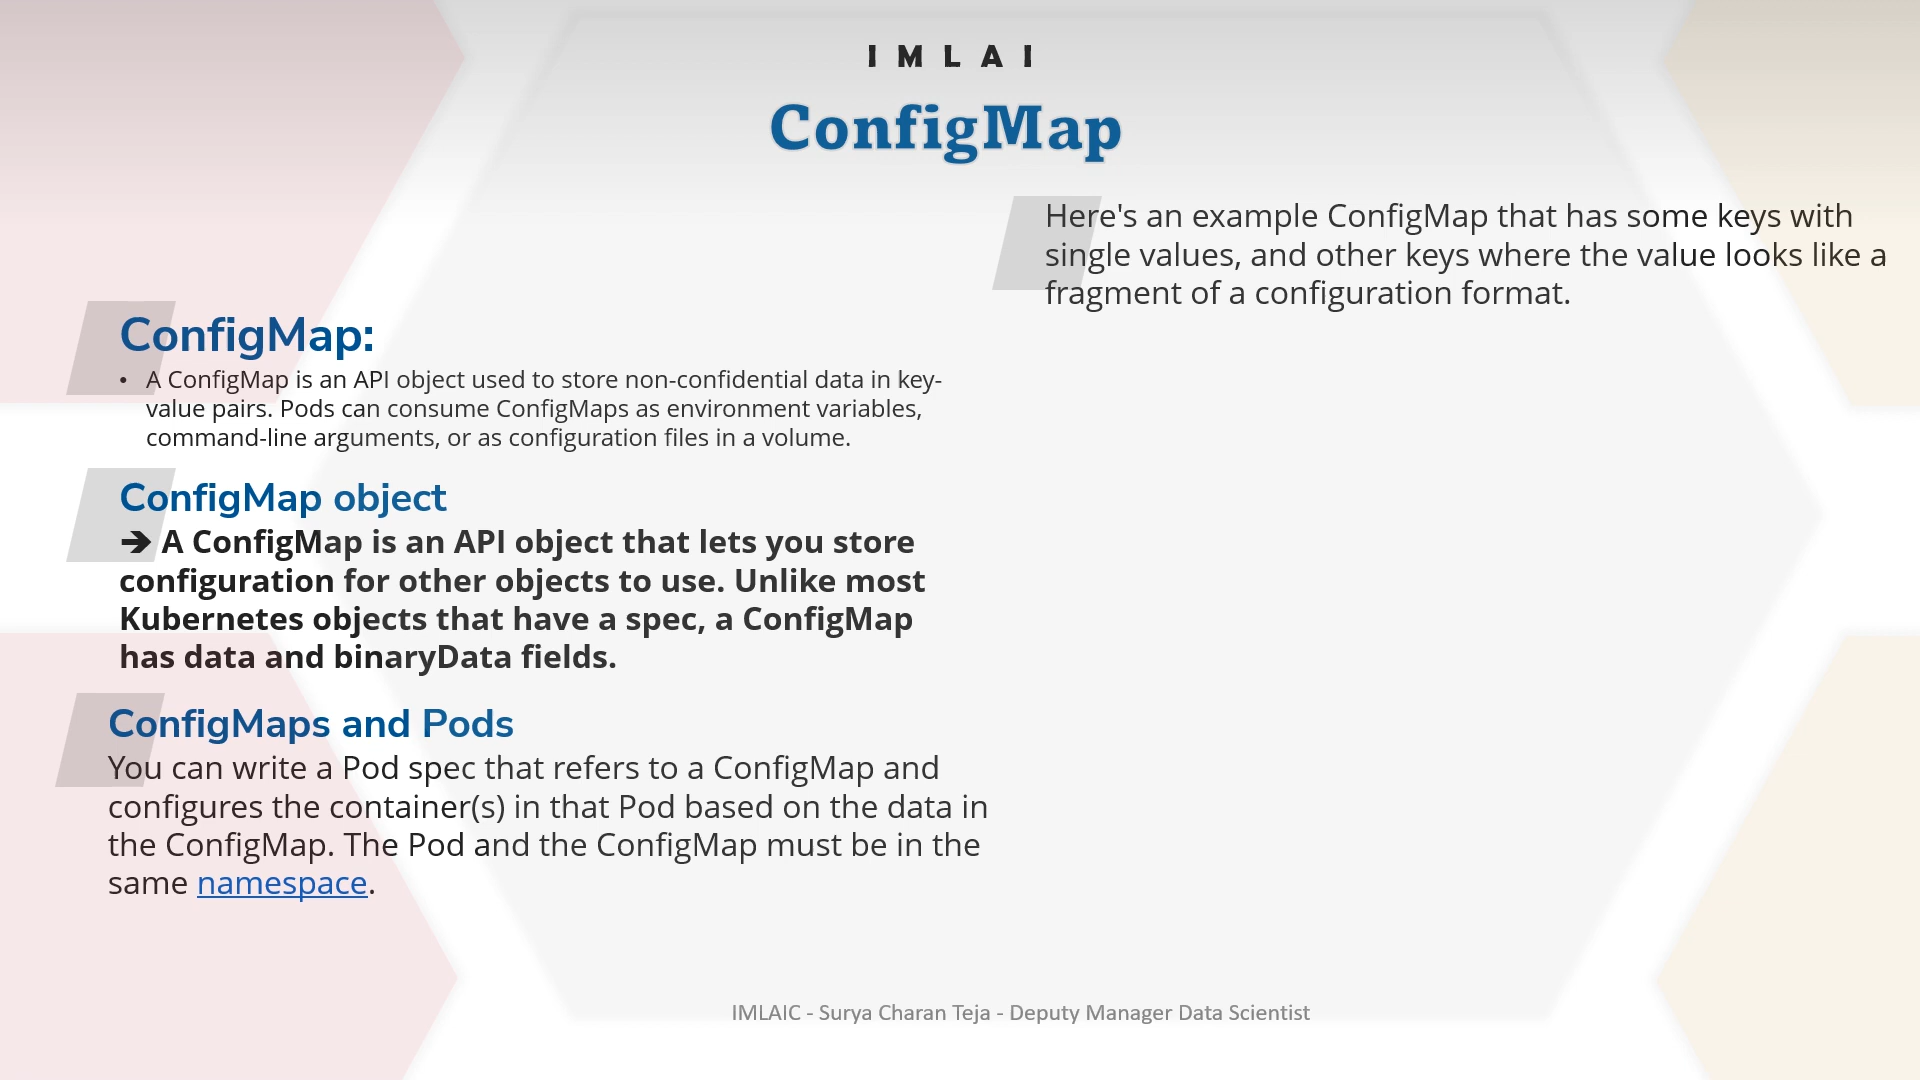 IMLAI
ConfigMap
ConfigMap:
• A ConfigMap is an API object used to store non-confidential data in key-
value pairs. Pods can consume ConfigMaps as environment variables,
command-line arguments, or as configuration files in a volume.
ConfigMap object
➔ A ConfigMap is an API object that lets you store
configuration for other objects to use. Unlike most
Kubernetes objects that have a spec, a ConfigMap
has data and binaryData fields.
ConfigMaps and Pods
You can write a Pod spec that refers to a ConfigMap and
configures the container(s) in that Pod based on the data in
the ConfigMap. The Pod and the ConfigMap must be in the
same namespace.
Here's an example ConfigMap that has some keys with
single values, and other keys where the value looks like a
fragment of a configuration format.
IMLAIC - Surya Charan Teja - Deputy Manager Data Scientist